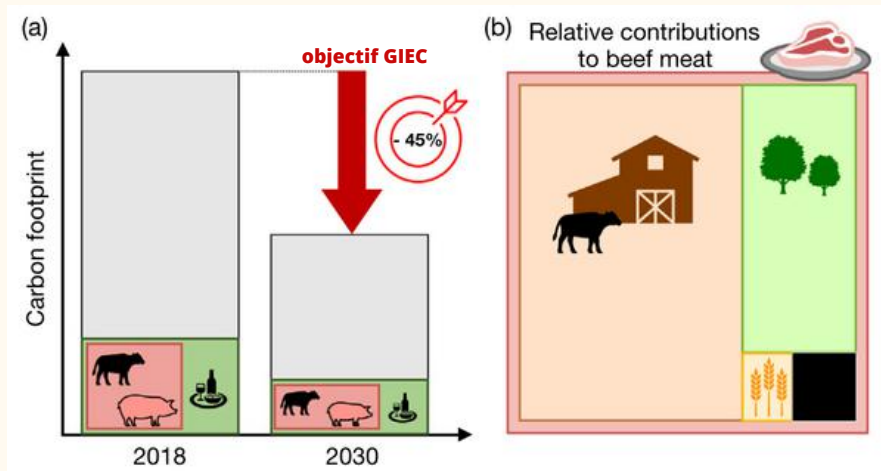 (a)
objectif GIEC
- 45%
Carbon footprint
2018
2030
(b)
Relative contributions
to beef meat